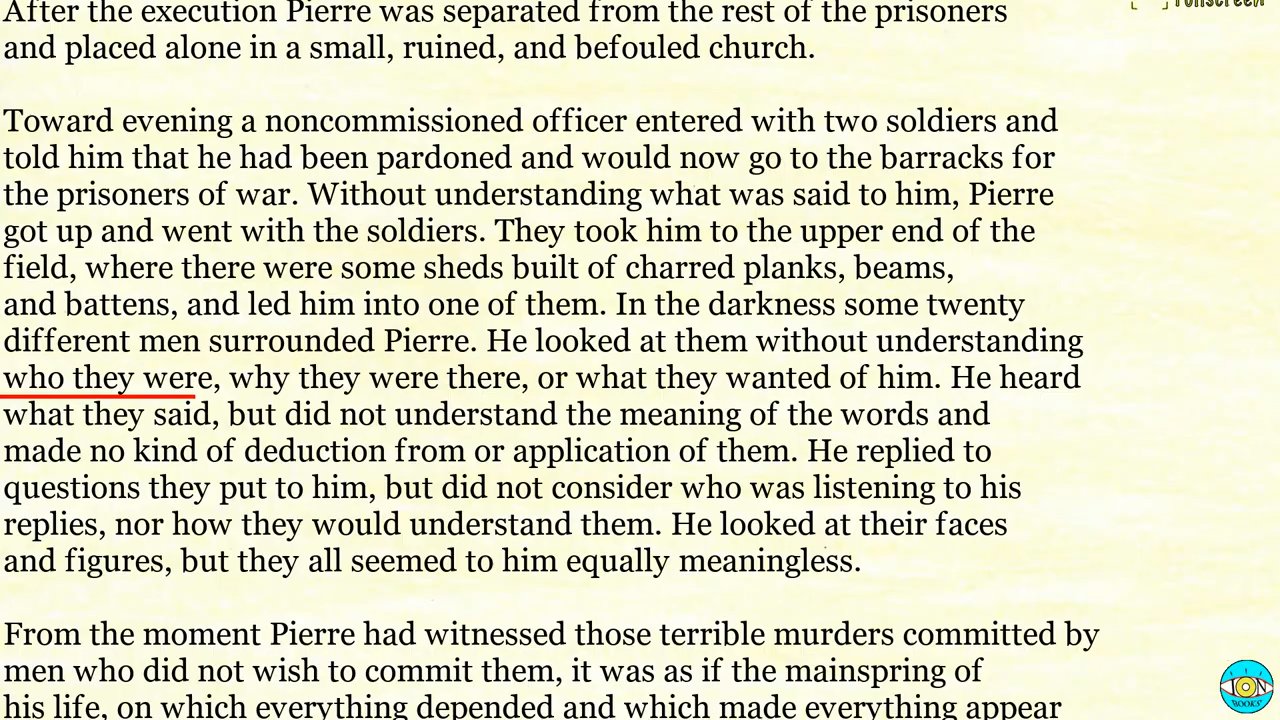 After the execution Pierre was separated from the rest of the prisoners
and placed alone in a small, ruined, and befouled church.
Toward evening a noncommissioned officer entered with two soldiers and
told him that he had been pardoned and would now go to the barracks for
the prisoners of war. Without understanding what was said to him, Pierre
got up and went with the soldiers. They took him to the upper end of the
field, where there were some sheds built of charred planks, beams,
and battens, and led him into one of them. In the darkness some twenty
different men surrounded Pierre. He looked at them without understanding
who they were, why they were there, or what they wanted of him. He heard
what they said, but did not understand the meaning of the words and
made no kind of deduction from or application of them. He replied to
questions they put to him, but did not consider who was listening to his
replies, nor how they would understand them. He looked at their faces
and figures, but they all seemed to him equally meaningless.
From the moment Pierre had witnessed those terrible murders committed by
men who did not wish to commit them, it was as if the mainspring of
his life, on which everything depended and which made everything appear
ION
BOOKS